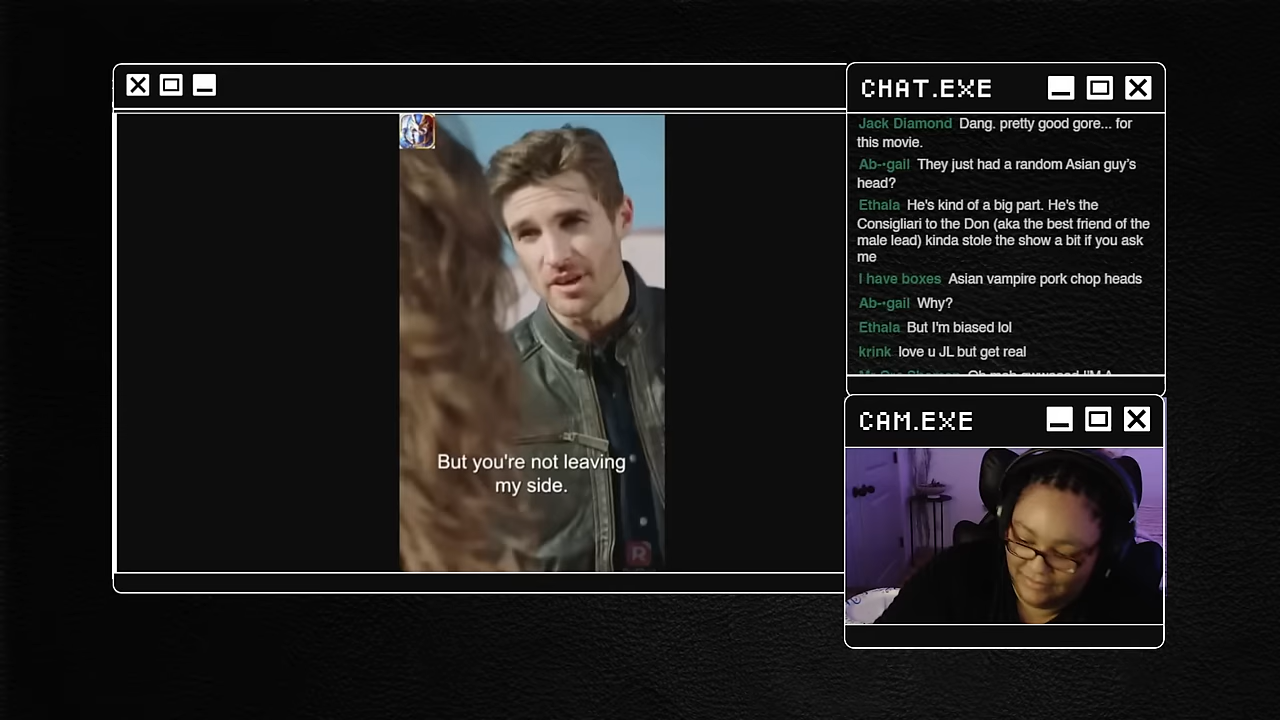 CHAT.EXE
Jack Diamond Dang. pretty good gore... for
this movie.
Ab-·gail They just had a random Asian guy's
head?
Ethala He's kind of a big part. He's the
Consigliari to the Don (aka the best friend of the
male lead) kinda stole the show a bit if you ask
me
I have boxes Asian vampire pork chop heads
Ab-·gail Why?
Ethala But I'm biased lol
krink love u JL but get real
But you're not leaving
my side.
R
CAM.EXE